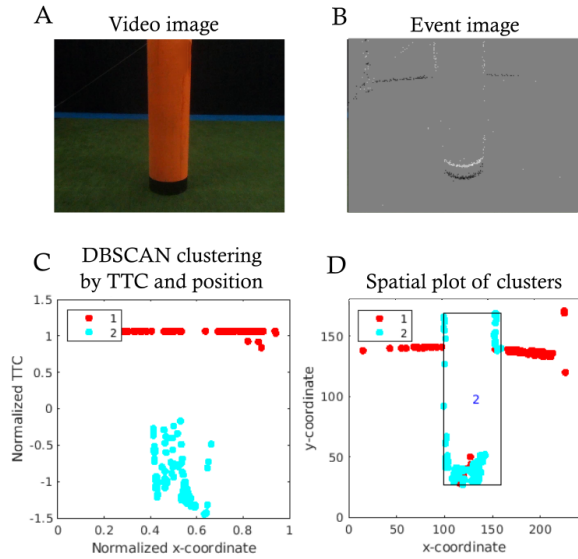 A
Video image
B
Event image
C
DBSCAN clustering
by TTC and position
1
2
1.5
1
0.5
0
-0.5
-1
-1.5
Normalized TTC
0
0.2
0.4
0.6
0.8
1
Normalized x-coordinate
D
Spatial plot of clusters
1
2
150
100
50
0
y-coordinate
2
0
50
100
150
200
x-coordinate